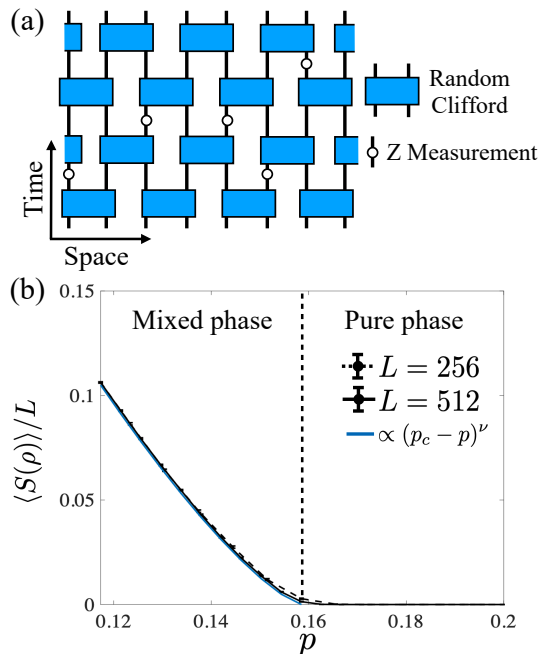 (a)
Random
Clifford
Z Measurement
Time
Space
(b)
0.15
Mixed phase
Pure phase
L = 256
L = 512
∝ (p_c − p)^ν
0.1
0.05
0
⟨S(ρ)⟩/L
0.12
0.14
0.16
0.18
0.2
p